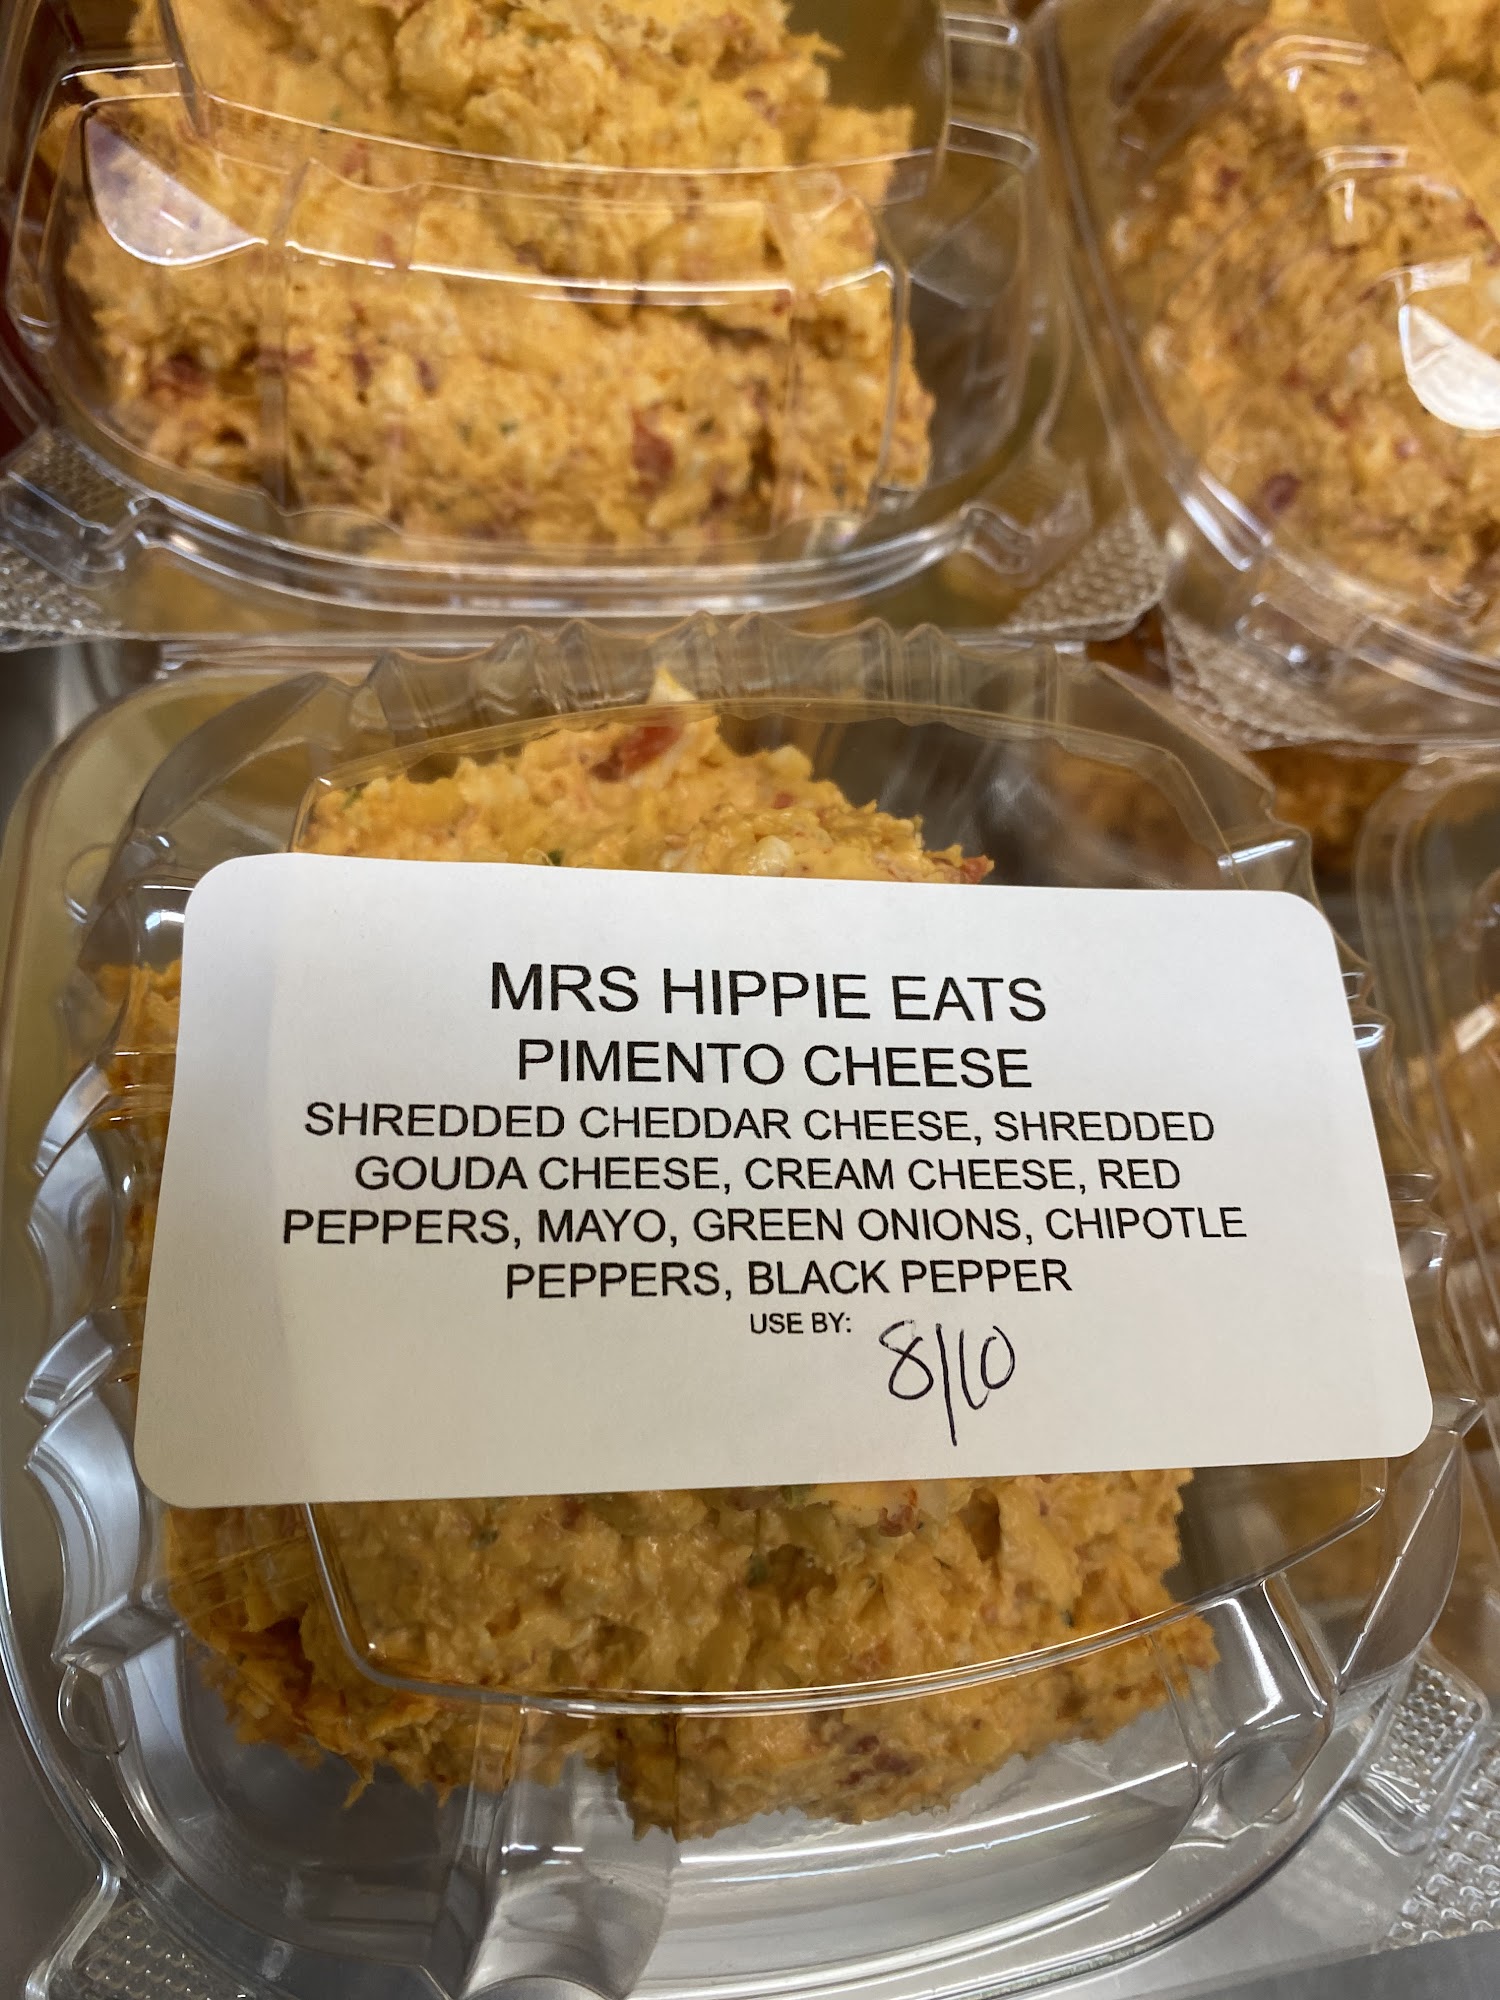 MRS HIPPIE EATS
PIMENTO CHEESE
SHREDDED CHEDDAR CHEESE, SHREDDED
GOUDA CHEESE, CREAM CHEESE, RED
PEPPERS, MAYO, GREEN ONIONS, CHIPOTLE
PEPPERS, BLACK PEPPER
USE BY: 8/10